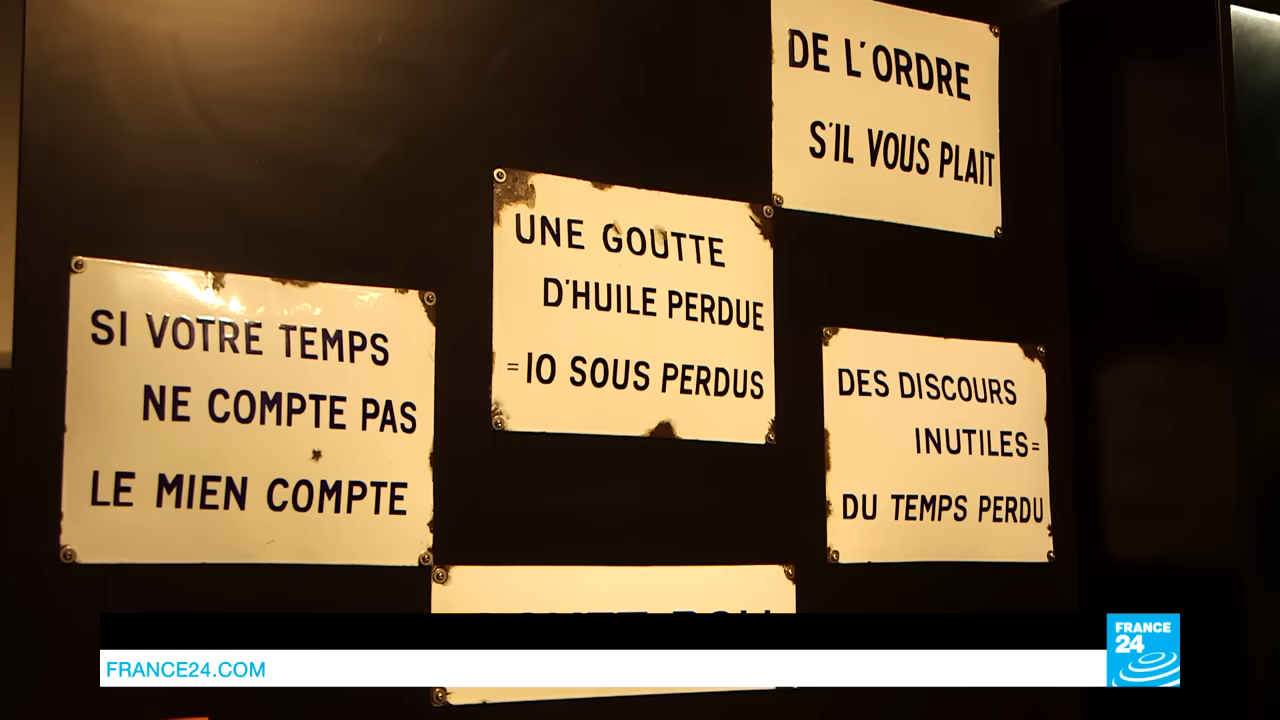 DE L'ORDRE
S'IL VOUS PLAIT
UNE GOUTTE
D'HUILE PERDUE
=10 SOUS PERDUS
SI VOTRE TEMPS
NE COMPTE PAS
LE MIEN COMPTE
DES DISCOURS
INUTILES=
DU TEMPS PERDU
FRANCE24.COM
FRANCE
24